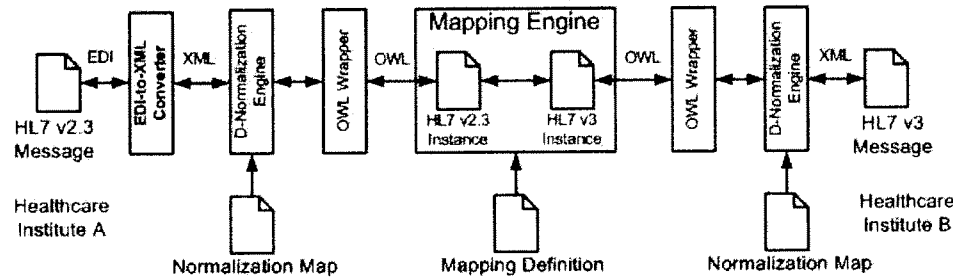 Mapping Engine
EDI
EDI-to-XML
Converter
XML
D-Normalization
Engine
OWL Wrapper
OWL
HL7 v2.3
Instance
HL7 v3
Instance
OWL
OWL Wrapper
D-Normalization
Engine
XML
HL7 v2.3
Message
HL7 v3
Message
Healthcare
Institute A
Healthcare
Institute B
Normalization Map
Mapping Definition
Normalization Map